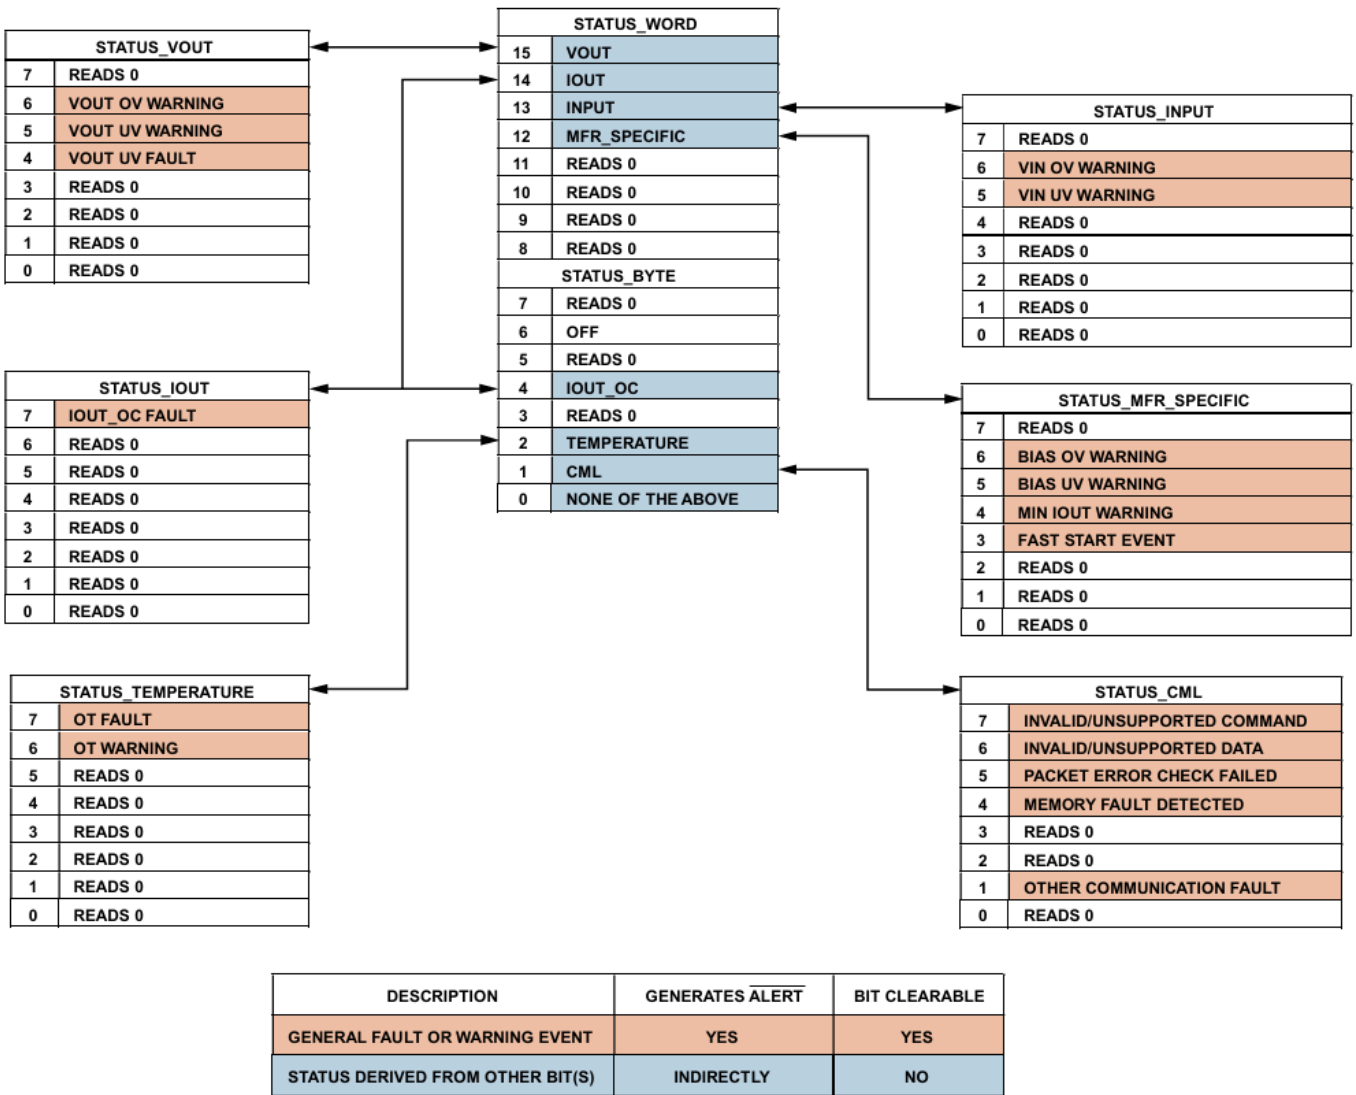 STATUS_VOUT
7 READS 0
6 VOUT OV WARNING
5 VOUT UV WARNING
4 VOUT UV FAULT
3 READS 0
2 READS 0
1 READS 0
0 READS 0
STATUS_IOUT
7 IOUT_OC FAULT
6 READS 0
5 READS 0
4 READS 0
3 READS 0
2 READS 0
1 READS 0
0 READS 0
STATUS_TEMPERATURE
7 OT FAULT
6 OT WARNING
5 READS 0
4 READS 0
3 READS 0
2 READS 0
1 READS 0
0 READS 0
STATUS_WORD
15 VOUT
14 IOUT
13 INPUT
12 MFR_SPECIFIC
11 READS 0
10 READS 0
9 READS 0
8 READS 0
STATUS_BYTE
7 READS 0
6 OFF
5 READS 0
4 IOUT_OC
3 READS 0
2 TEMPERATURE
1 CML
0 NONE OF THE ABOVE
STATUS_INPUT
7 READS 0
6 VIN OV WARNING
5 VIN UV WARNING
4 READS 0
3 READS 0
2 READS 0
1 READS 0
0 READS 0
STATUS_MFR_SPECIFIC
7 READS 0
6 BIAS OV WARNING
5 BIAS UV WARNING
4 MIN IOUT WARNING
3 FAST START EVENT
2 READS 0
1 READS 0
0 READS 0
STATUS_CML
7 INVALID/UNSUPPORTED COMMAND
6 INVALID/UNSUPPORTED DATA
5 PACKET ERROR CHECK FAILED
4 MEMORY FAULT DETECTED
3 READS 0
2 READS 0
1 OTHER COMMUNICATION FAULT
0 READS 0
DESCRIPTION GENERATES ALERT BIT CLEARABLE
GENERAL FAULT OR WARNING EVENT YES YES
STATUS DERIVED FROM OTHER BIT(S) INDIRECTLY NO